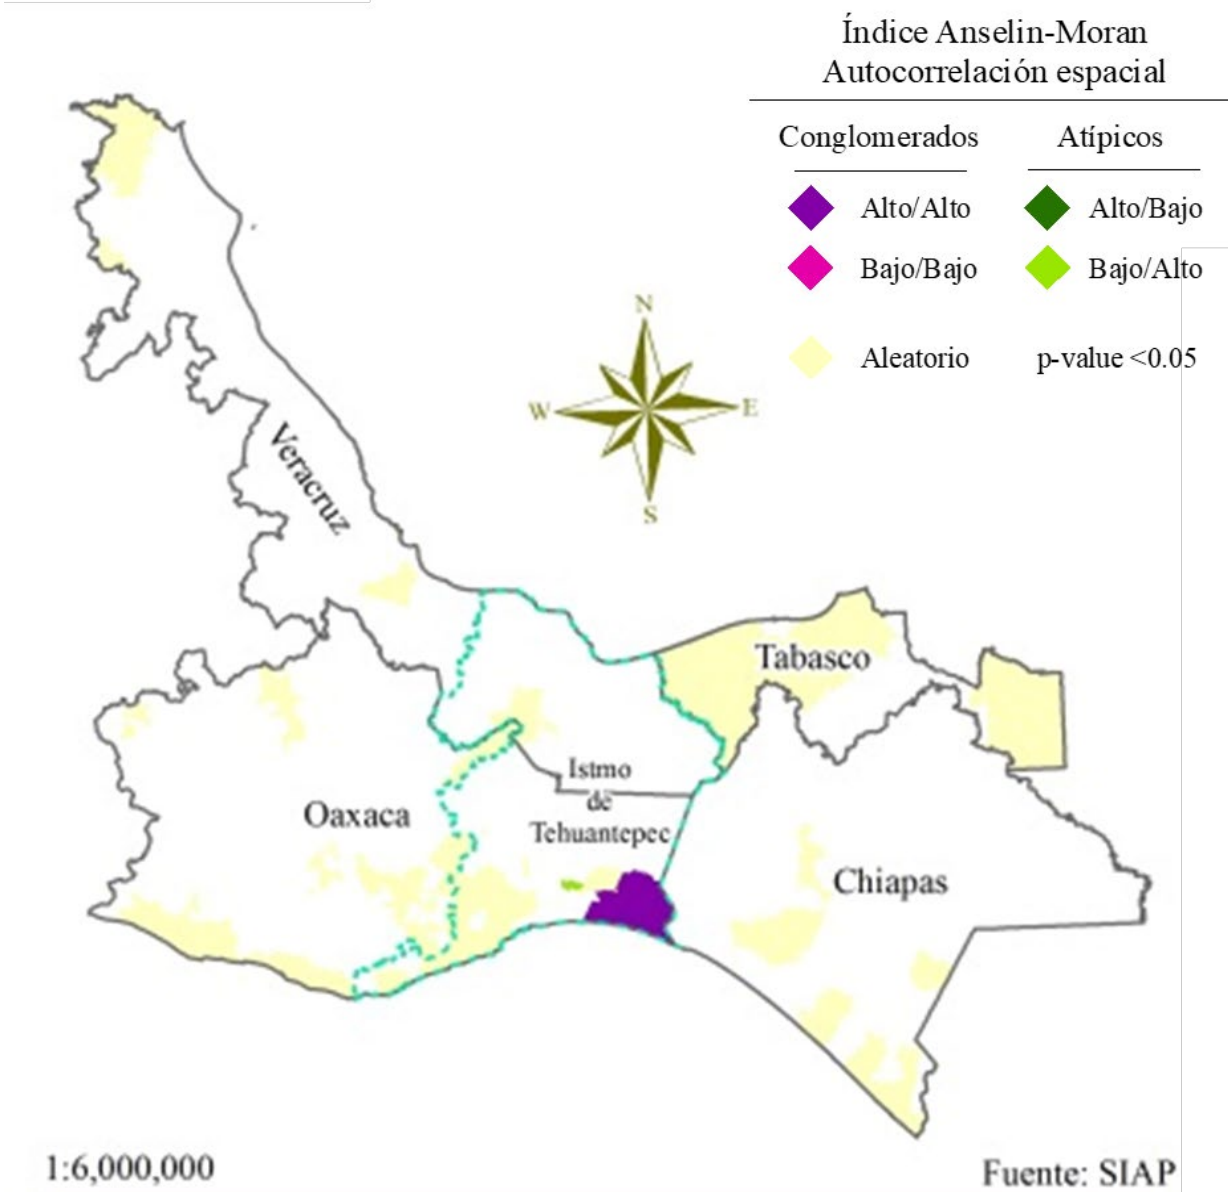 Índice Anselin-Moran
Autocorrelación espacial
Conglomerados
Atípicos
Alto/Alto
Alto/Bajo
Bajo/Bajo
Bajo/Alto
Aleatorio
p-value <0.05
N
W
E
S
Veracruz
Tabasco
Istmo
de
Tehuantepec
Oaxaca
Chiapas
1:6,000,000
Fuente: SIAP